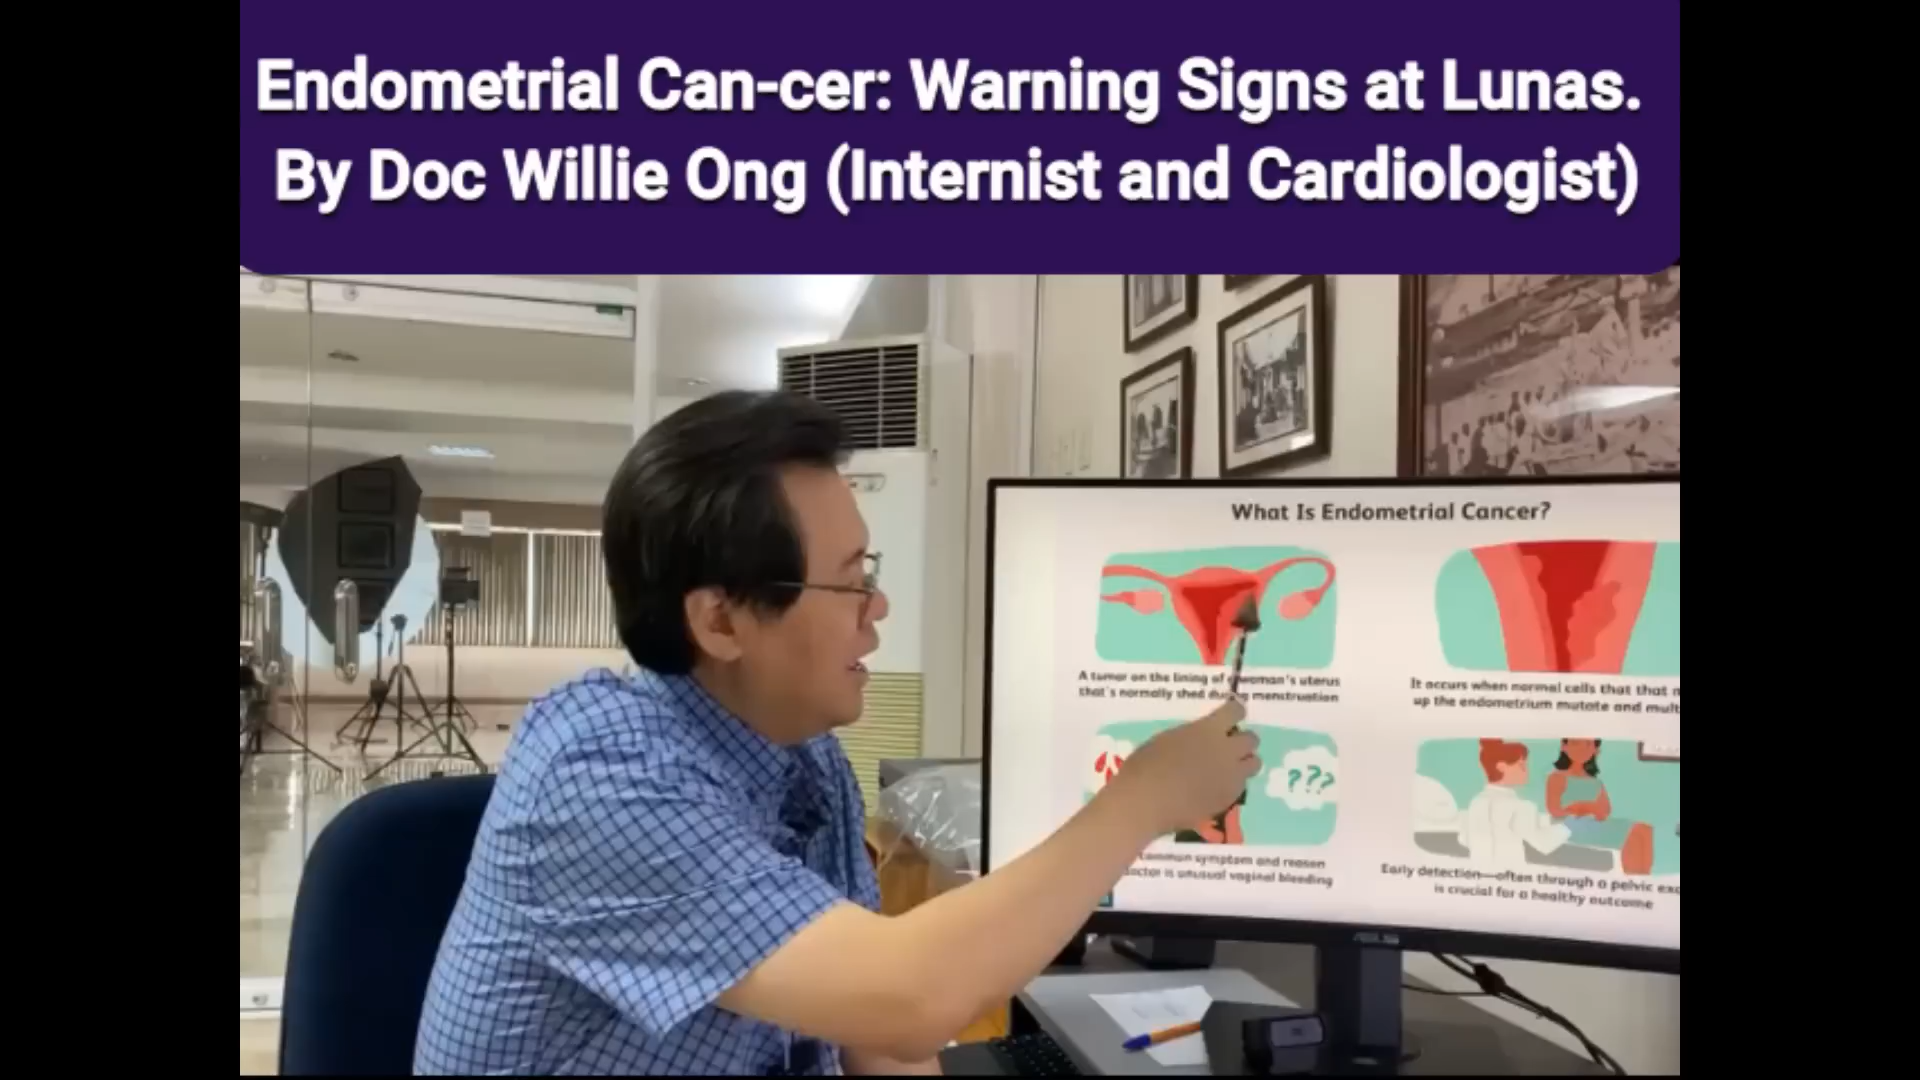 Endometrial Can-cer: Warning Signs at Lunas.
By Doc Willie Ong (Internist and Cardiologist)
What Is Endometrial Cancer?
A tumor on the lining of woman's uterus
that's normally shed menstruation
It occurs when normal cells that that
up the endometrium mutate and
???
common symptom and reason
doctor is unusual vaginal bleeding
Early detection—often through a pelvic
is crucial for a healthy outcome
ASUS